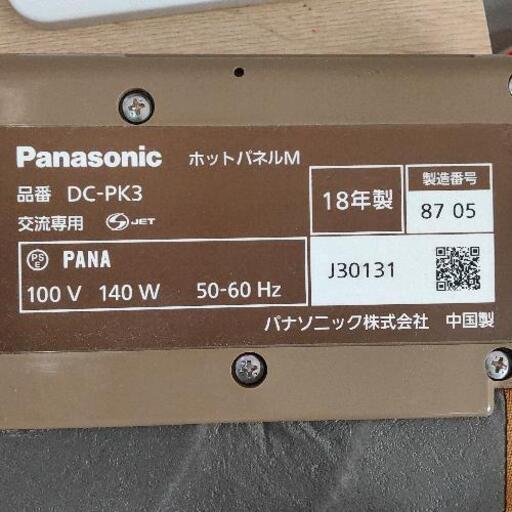 Panasonic ホットパネルM
品番 DC-PK3
交流専用 S JET
18年製
製造番号
87 05
PSE PANA
100 V 140 W 50-60 Hz
J30131
パナソニック株式会社 中国製